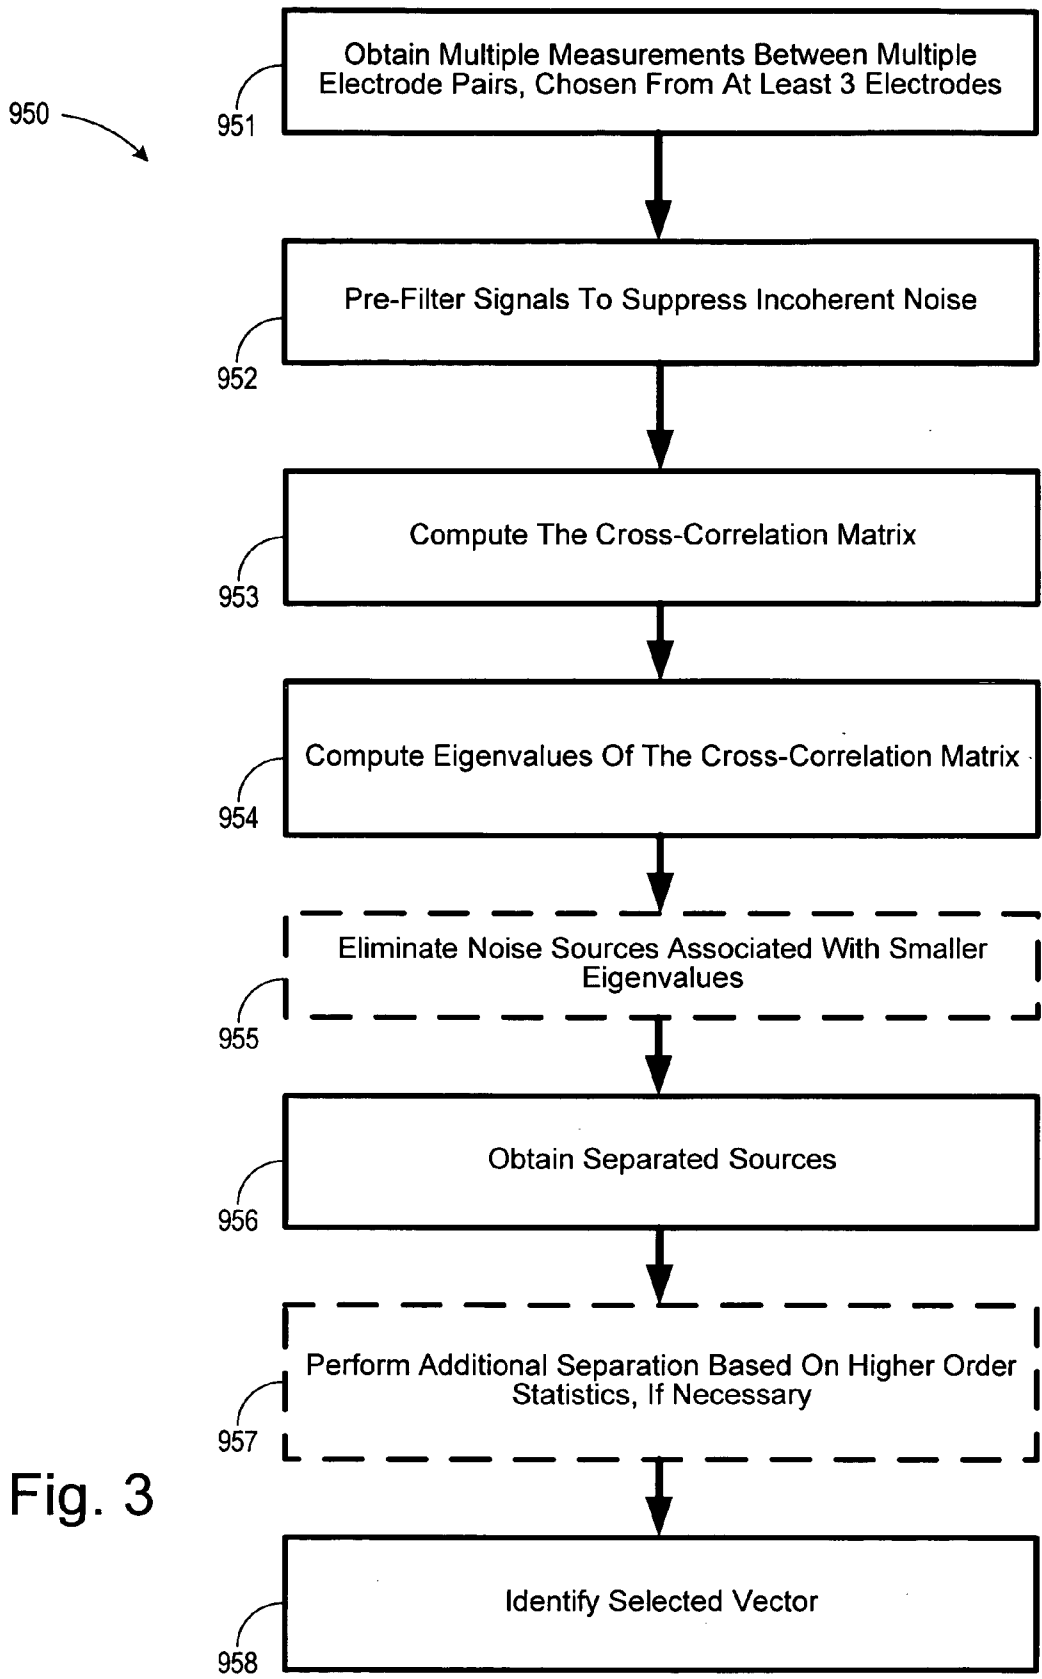 Obtain Multiple Measurements Between Multiple
Electrode Pairs, Chosen From At Least 3 Electrodes
950
951
Pre-Filter Signals To Suppress Incoherent Noise
952
Compute The Cross-Correlation Matrix
953
Compute Eigenvalues Of The Cross-Correlation Matrix
954
Eliminate Noise Sources Associated With Smaller
Eigenvalues
955
Obtain Separated Sources
956
Perform Additional Separation Based On Higher Order
Statistics, If Necessary
957
Fig. 3
Identify Selected Vector
958